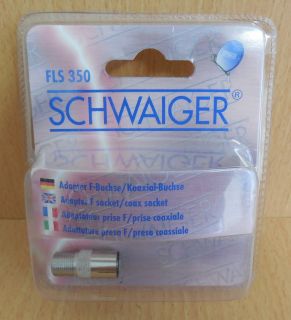 FLS 350
SCHWAIGER®
Adapter F-Buchse/Koaxial-Buchse
Adapter F socket/coax socket
Adaptateur prise F/prise coaxiale
Adattatore presa F/presa coassiale